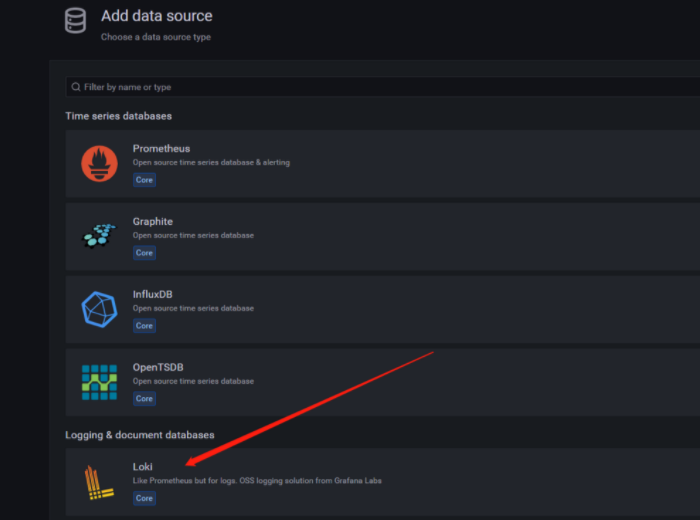 Add data source
Choose a data source type
Filter by name or type
Time series databases
Prometheus
Open source time series database & alerting
Core
Graphite
Open source time series database
Core
InfluxDB
Open source time series database
Core
OpenTSDB
Open source time series database
Core
Logging & document databases
Loki
Like Prometheus but for logs. OSS logging solution from Grafana Labs
Core